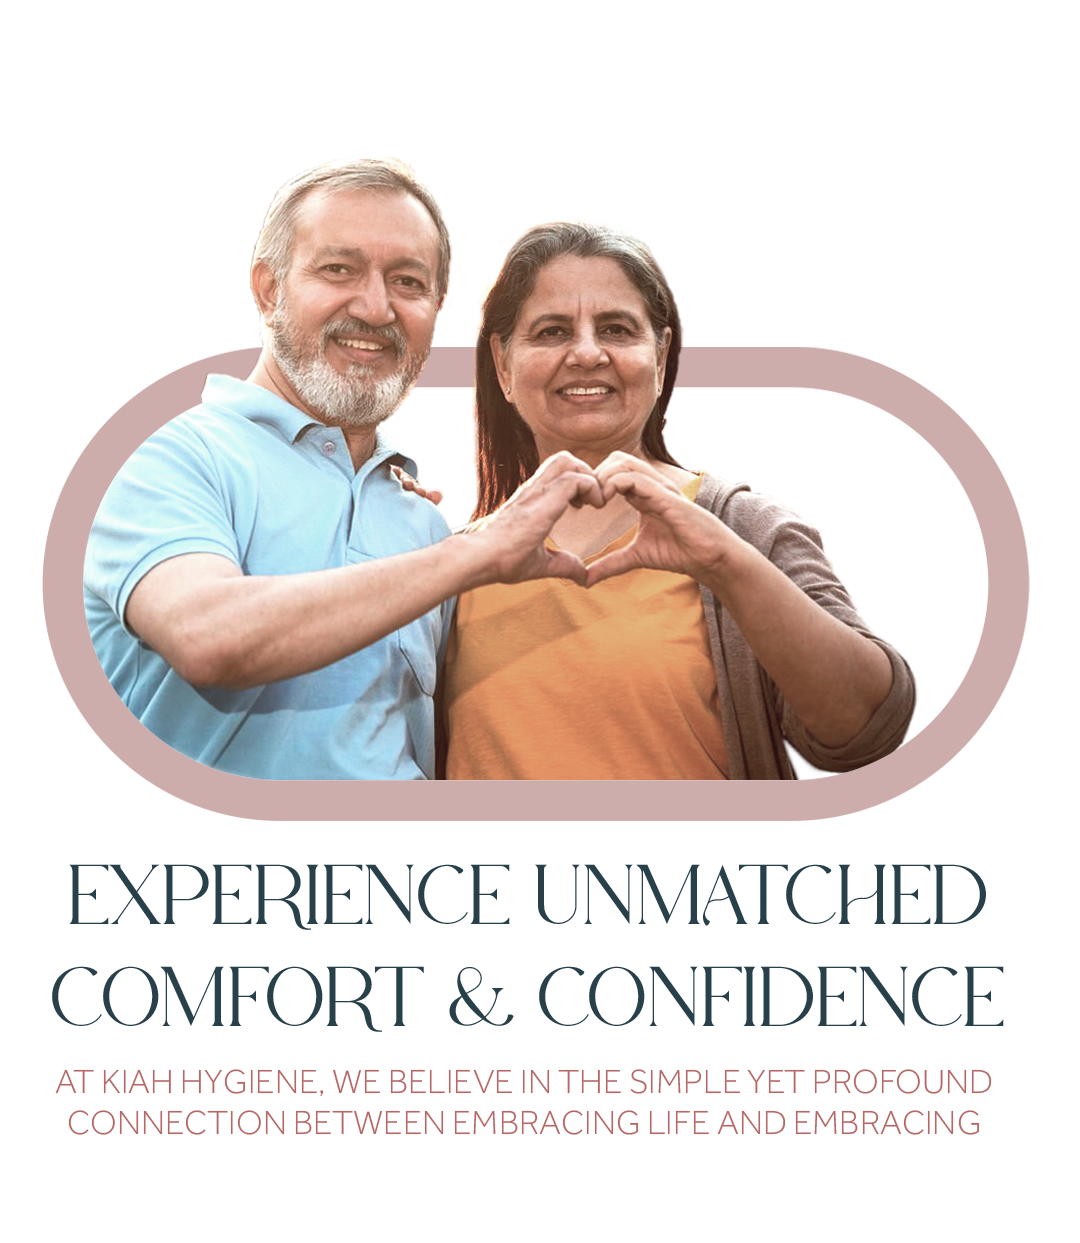 EXPERIENCE UNMATCHED
COMFORT & CONFIDENCE
AT KIAH HYGIENE, WE BELIEVE IN THE SIMPLE YET PROFOUND
CONNECTION BETWEEN EMBRACING LIFE AND EMBRACING